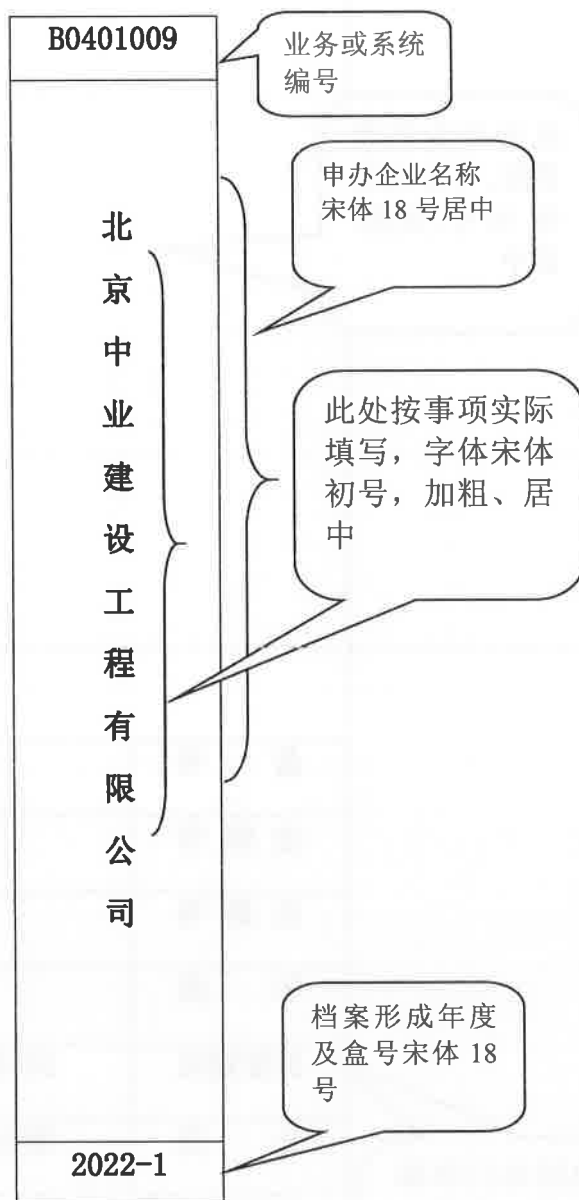 B0401009
业务或系统
编号
申办企业名称
宋体 18 号居中
北
京
中
业
建
设
工
程
有
限
公
司
此处按事项实际
填写，字体宋体
初号，加粗、居
中
档案形成年度
及盒号宋体 18
号
2022-1